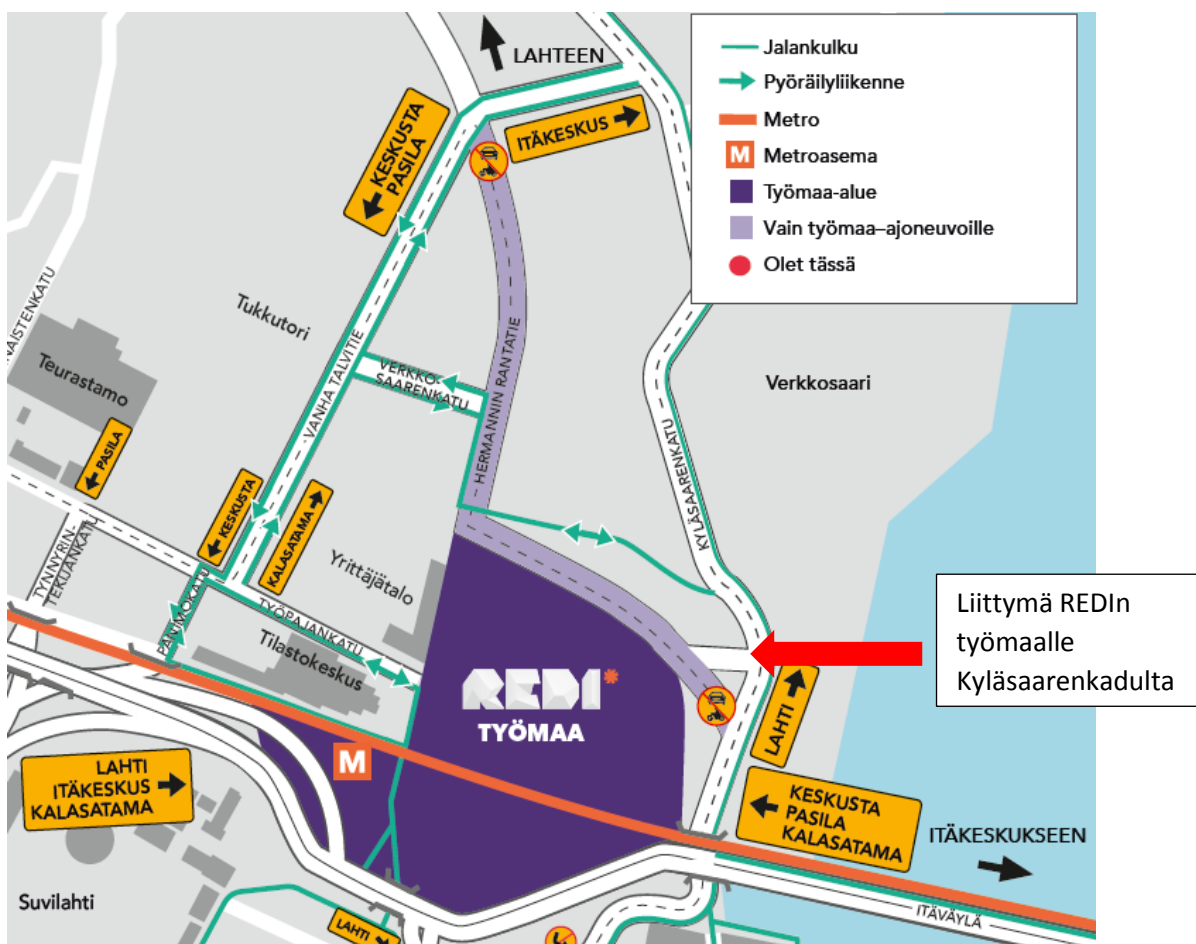 LAHTEEN
Jalankulku
Pyöräilyliikenne
Metro
M Metroasema
Työmaa-alue
Vain työmaa–ajoneuvoille
Olet tässä
KESKUSTA
PASILA
ITÄKESKUS
NAISTENKATU
Tukkutori
Teurastamo
VANHA TALVITIE
VERKKO-
SAARENKATU
HERMANNIN RANTATIE
KYLÄSAARENKATU
Verkkosaari
PASILA
KESKUSTA
KALASATAMA
TYNNYRIN-
TEKIJÄNKATU
PANIMOKATU
TYÖPAJANKATU
Yrittäjätalo
Tilastokeskus
REDI*
TYÖMAA
M
Liittymä REDIn
työmaalle
Kyläsaarenkadulta
LAHTI
LAHTI
ITÄKESKUS
KALASATAMA
KESKUSTA
PASILA
KALASATAMA
ITÄKESKUKSEEN
ITÄVÄYLÄ
Suvilahti
LAHTI